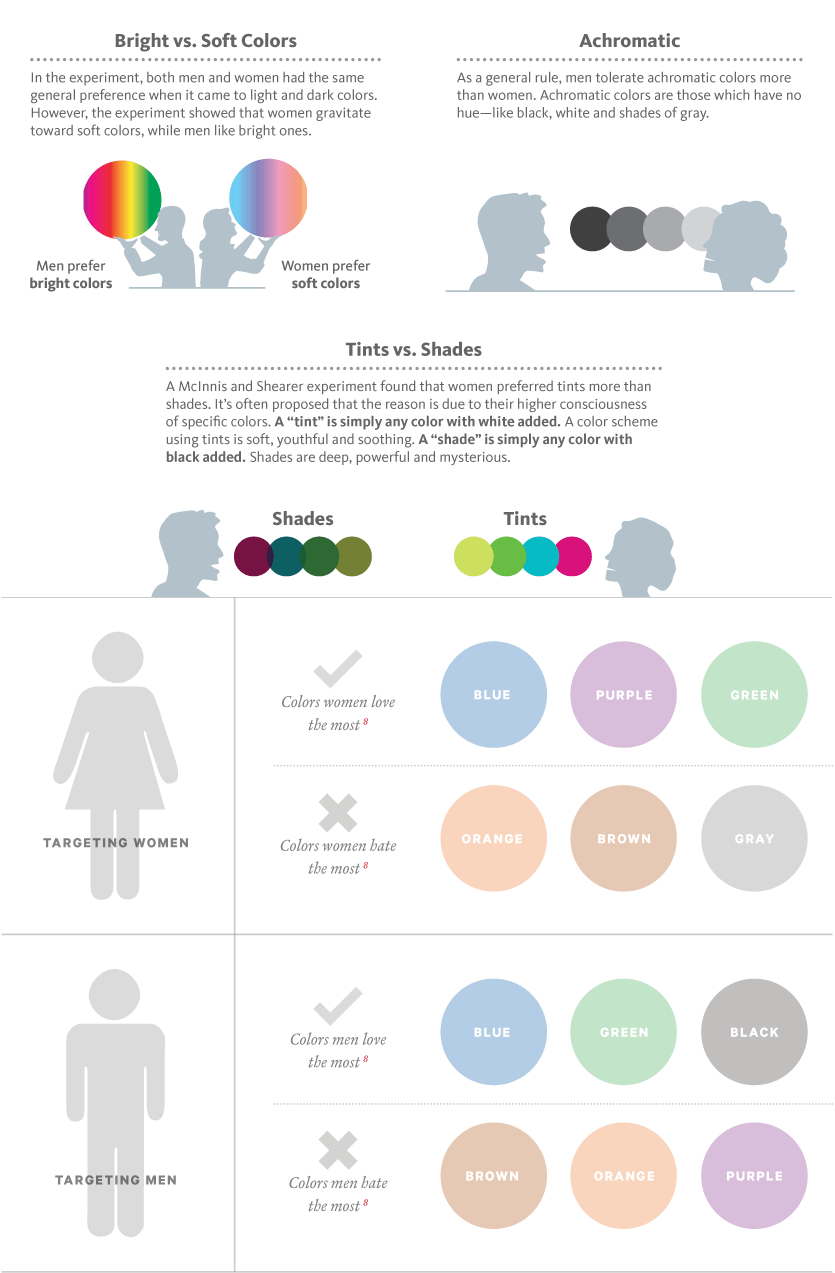 Bright vs. Soft Colors
In the experiment, both men and women had the same
general preference when it came to light and dark colors.
However, the experiment showed that women gravitate
toward soft colors, while men like bright ones.
Men prefer
bright colors
Women prefer
soft colors
Achromatic
As a general rule, men tolerate achromatic colors more
than women. Achromatic colors are those which have no
hue—like black, white and shades of gray.
Tints vs. Shades
A McInnis and Shearer experiment found that women preferred tints more than
shades. It’s often proposed that the reason is due to their higher consciousness
of specific colors. A “tint” is simply any color with white added. A color scheme
using tints is soft, youthful and soothing. A “shade” is simply any color with
black added. Shades are deep, powerful and mysterious.
Shades
Tints
TARGETING WOMEN
Colors women love
the most 8
BLUE
PURPLE
GREEN
Colors women hate
the most 8
ORANGE
BROWN
GRAY
TARGETING MEN
Colors men love
the most 8
BLUE
GREEN
BLACK
Colors men hate
the most 8
BROWN
ORANGE
PURPLE